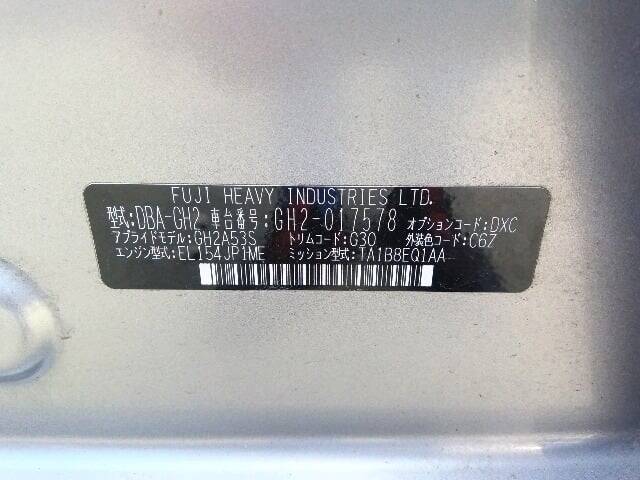 FUJI HEAVY INDUSTRIES LTD.
型式:DBA-GH2 車台番号:GH2-017578 オプションコード:DXC
アプライドモデル:GH2A53S トリムコード:G30 外装色コード:C6Z
エンジン型式:EL154JP1ME ミッション型式:TA1B8EQ1AA